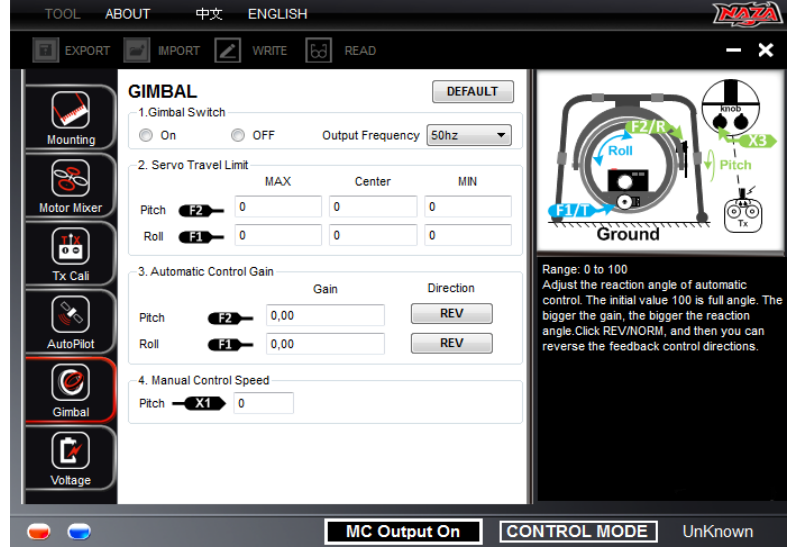 TOOL ABOUT 中文 ENGLISH
NAZA
EXPORT IMPORT WRITE READ
Mounting
Motor Mixer
TX
Tx Cali
AutoPilot
Gimbal
Voltage
GIMBAL DEFAULT
1.Gimbal Switch
On OFF Output Frequency 50hz
2. Servo Travel Limit
MAX Center MIN
Pitch F2 0 0 0
Roll F1 0 0 0
3. Automatic Control Gain
Gain Direction
Pitch F2 0,00 REV
Roll F1 0,00 REV
4. Manual Control Speed
Pitch X1 0
knob
F2/R
X3
Roll
Pitch
F1/T
Tx
Ground
Range: 0 to 100
Adjust the reaction angle of automatic
control. The initial value 100 is full angle. The
bigger the gain, the bigger the reaction
angle.Click REV/NORM, and then you can
reverse the feedback control directions.
MC Output On CONTROL MODE UnKnown